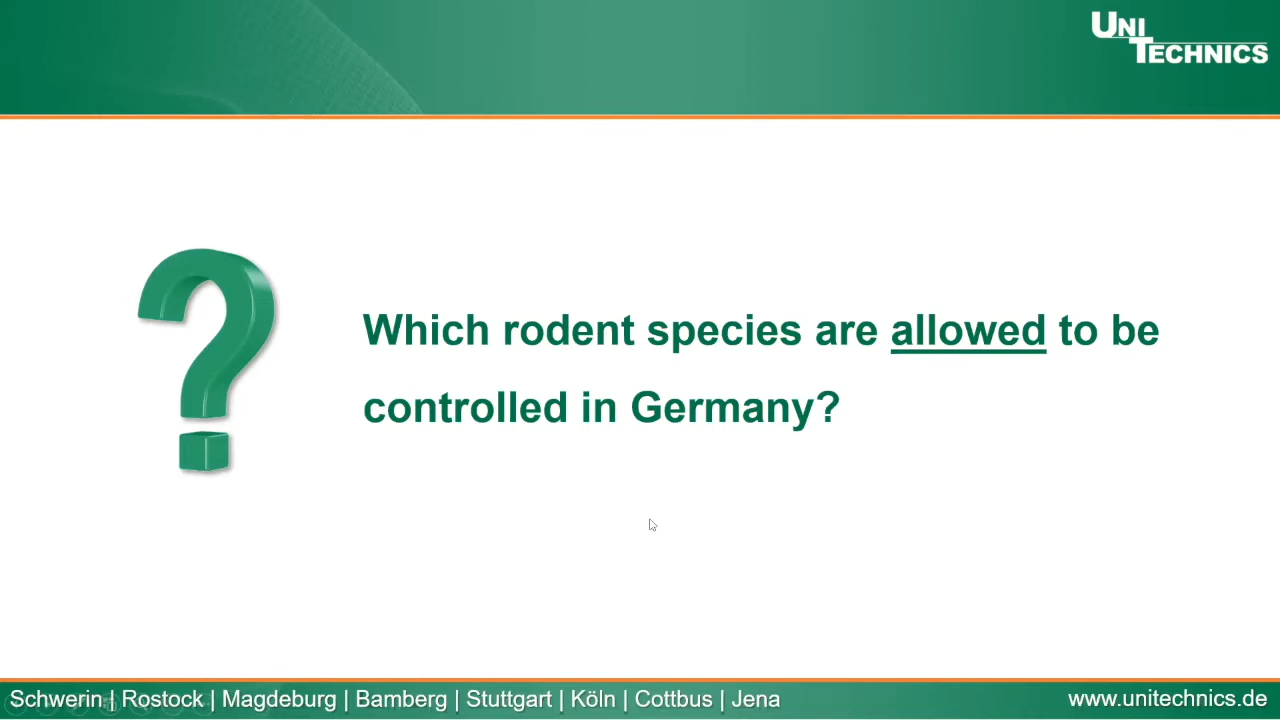 UNI
TECHNICS
Which rodent species are allowed to be
controlled in Germany?
Schwerin | Rostock | Magdeburg | Bamberg | Stuttgart | Köln | Cottbus | Jena
www.unitechnics.de